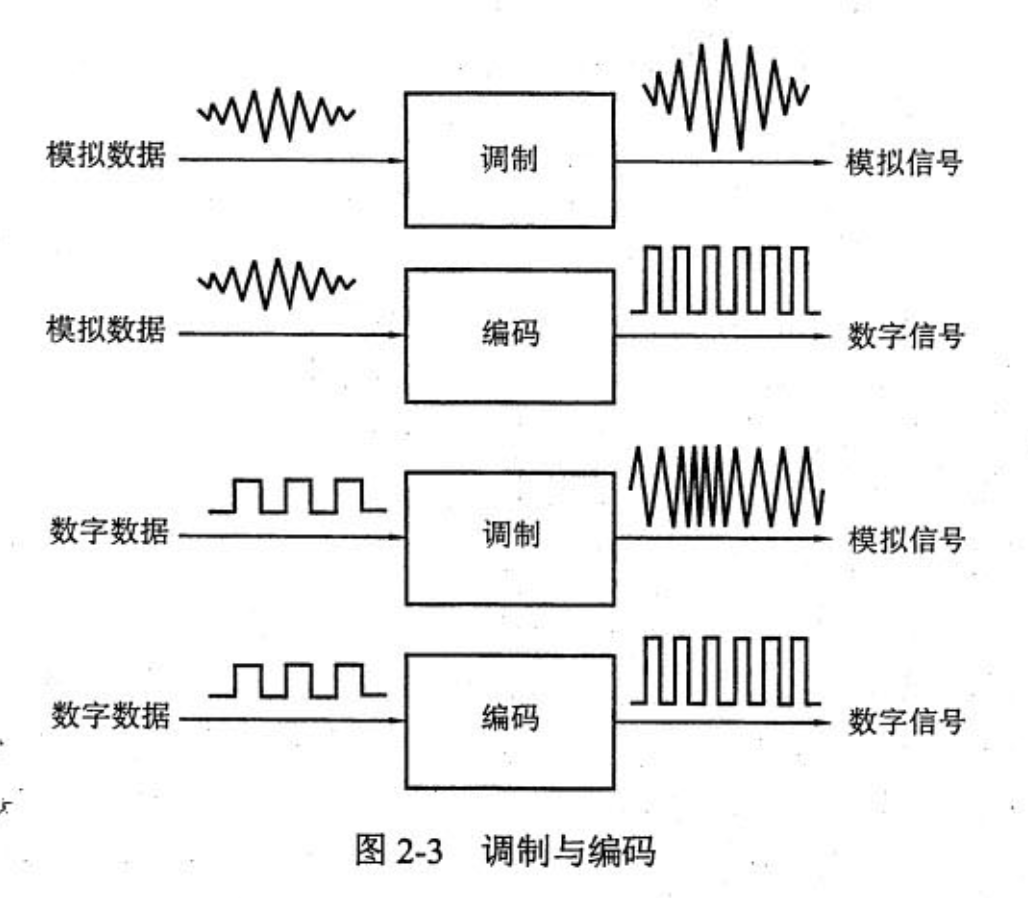 模拟数据 调制 模拟信号
模拟数据 编码 数字信号
数字数据 调制 模拟信号
数字数据 编码 数字信号
图 2-3 调制与编码